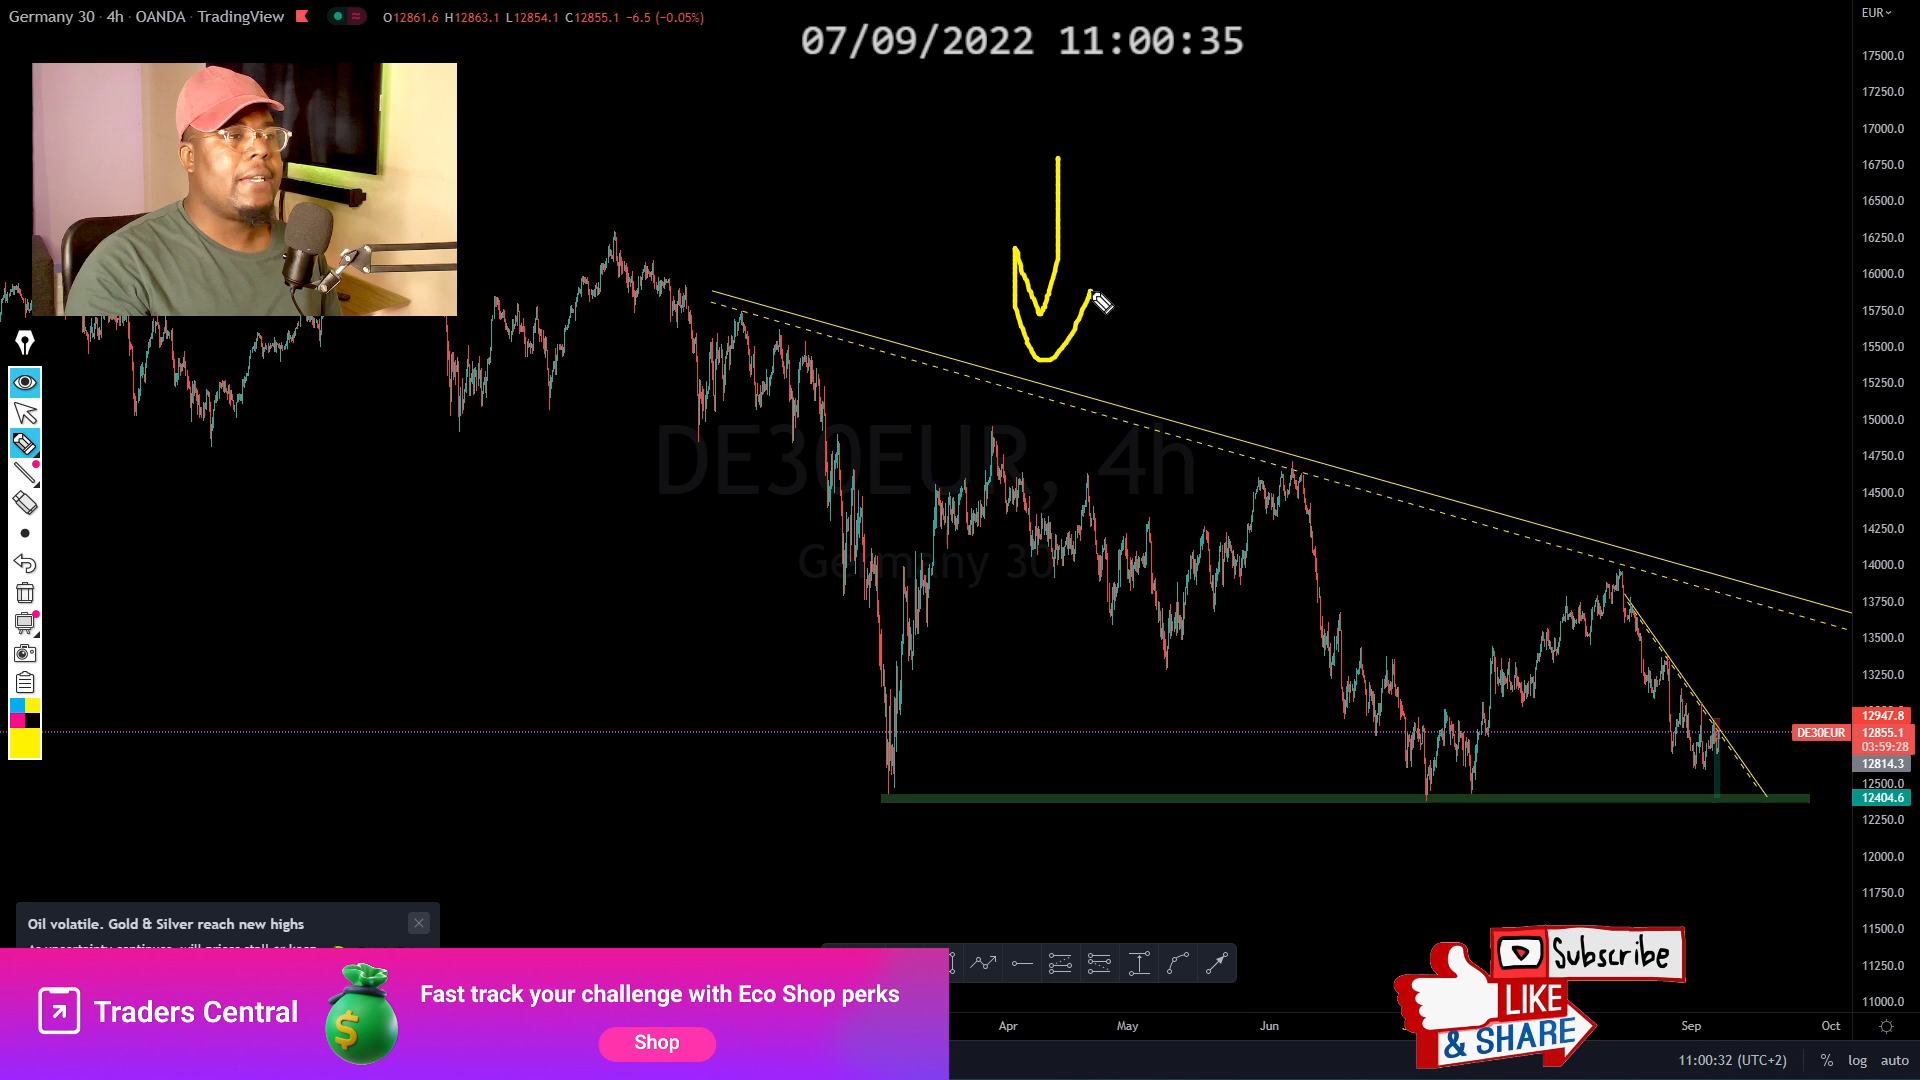 Germany 30 · 4h · OANDA · TradingView
O12861.6 H12863.1 L12854.1 C12855.1 −6.5 (−0.05%)
07/09/2022 11:00:35
EUR
17500.0
17250.0
17000.0
16750.0
16500.0
16250.0
16000.0
15750.0
15500.0
15250.0
15000.0
14750.0
14500.0
14250.0
14000.0
13750.0
13500.0
13250.0
12947.8
DE30EUR 12855.1
03:59:28
12814.3
12500.0
12404.6
12250.0
12000.0
11750.0
11500.0
11250.0
11000.0
DE30EUR, 4h
Germany 30
Oil volatile. Gold & Silver reach new highs
Traders Central
Fast track your challenge with Eco Shop perks
Shop
Subscribe
LIKE
& SHARE
Apr May Jun Sep Oct
11:00:32 (UTC+2) % log auto